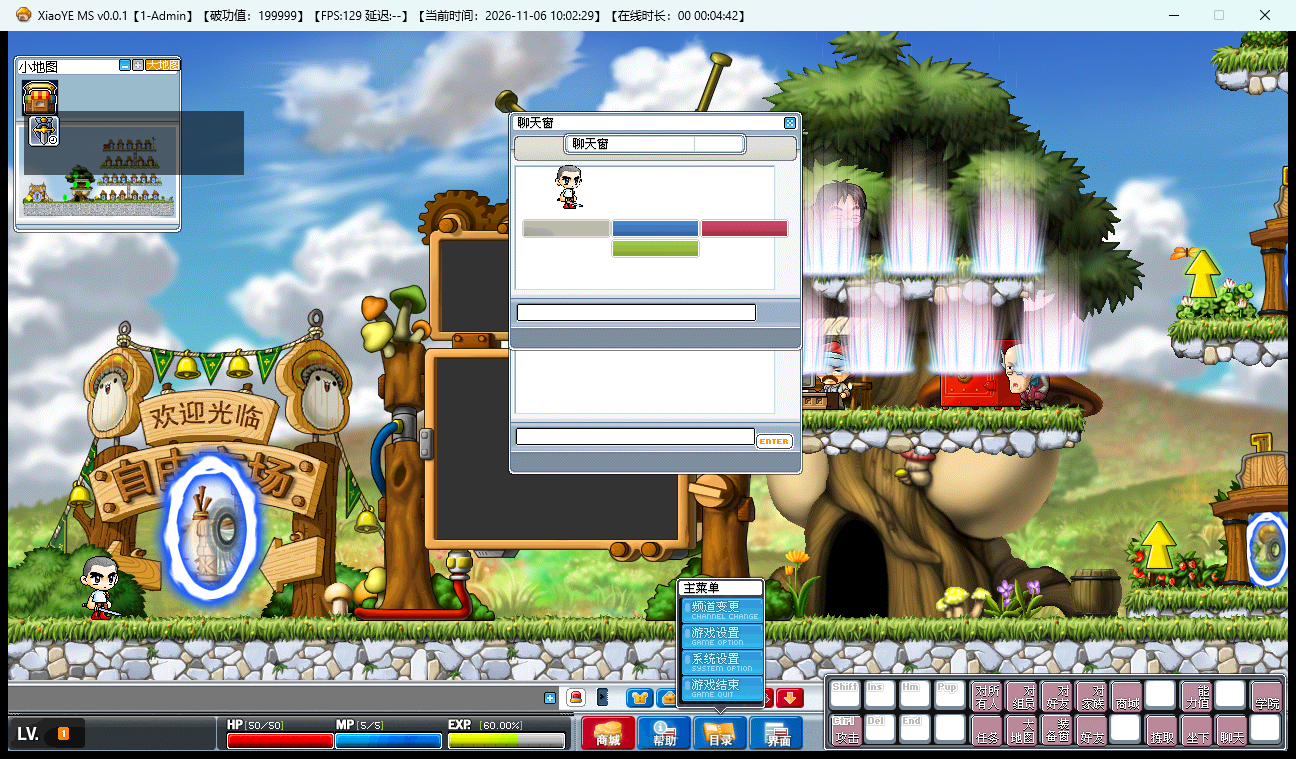 XiaoYE MS v0.0.1【1-Admin】【破功值：199999】【FPS:129 延迟:--】【当前时间：2026-11-06 10:02:29】【在线时长：00 00:04:42】
小地图
大地图
聊天窗
聊天窗
ENTER
欢迎光临
自由广场
主菜单
频道变更
CHANNEL CHANGE
游戏设置
GAME OPTION
系统设置
SYSTEM OPTION
游戏结束
GAME QUIT
LV. 1
HP[50/50] MP[5/5] EXP. [60.00%]
商城 帮助 目录 界面
Shift Ins Hm Pup 对所有人 对组员 对好友 对家族 商城 能力值 学院
Ctrl Del End
攻击 任务 大地图 装备窗 好友 捡取 坐下 聊天